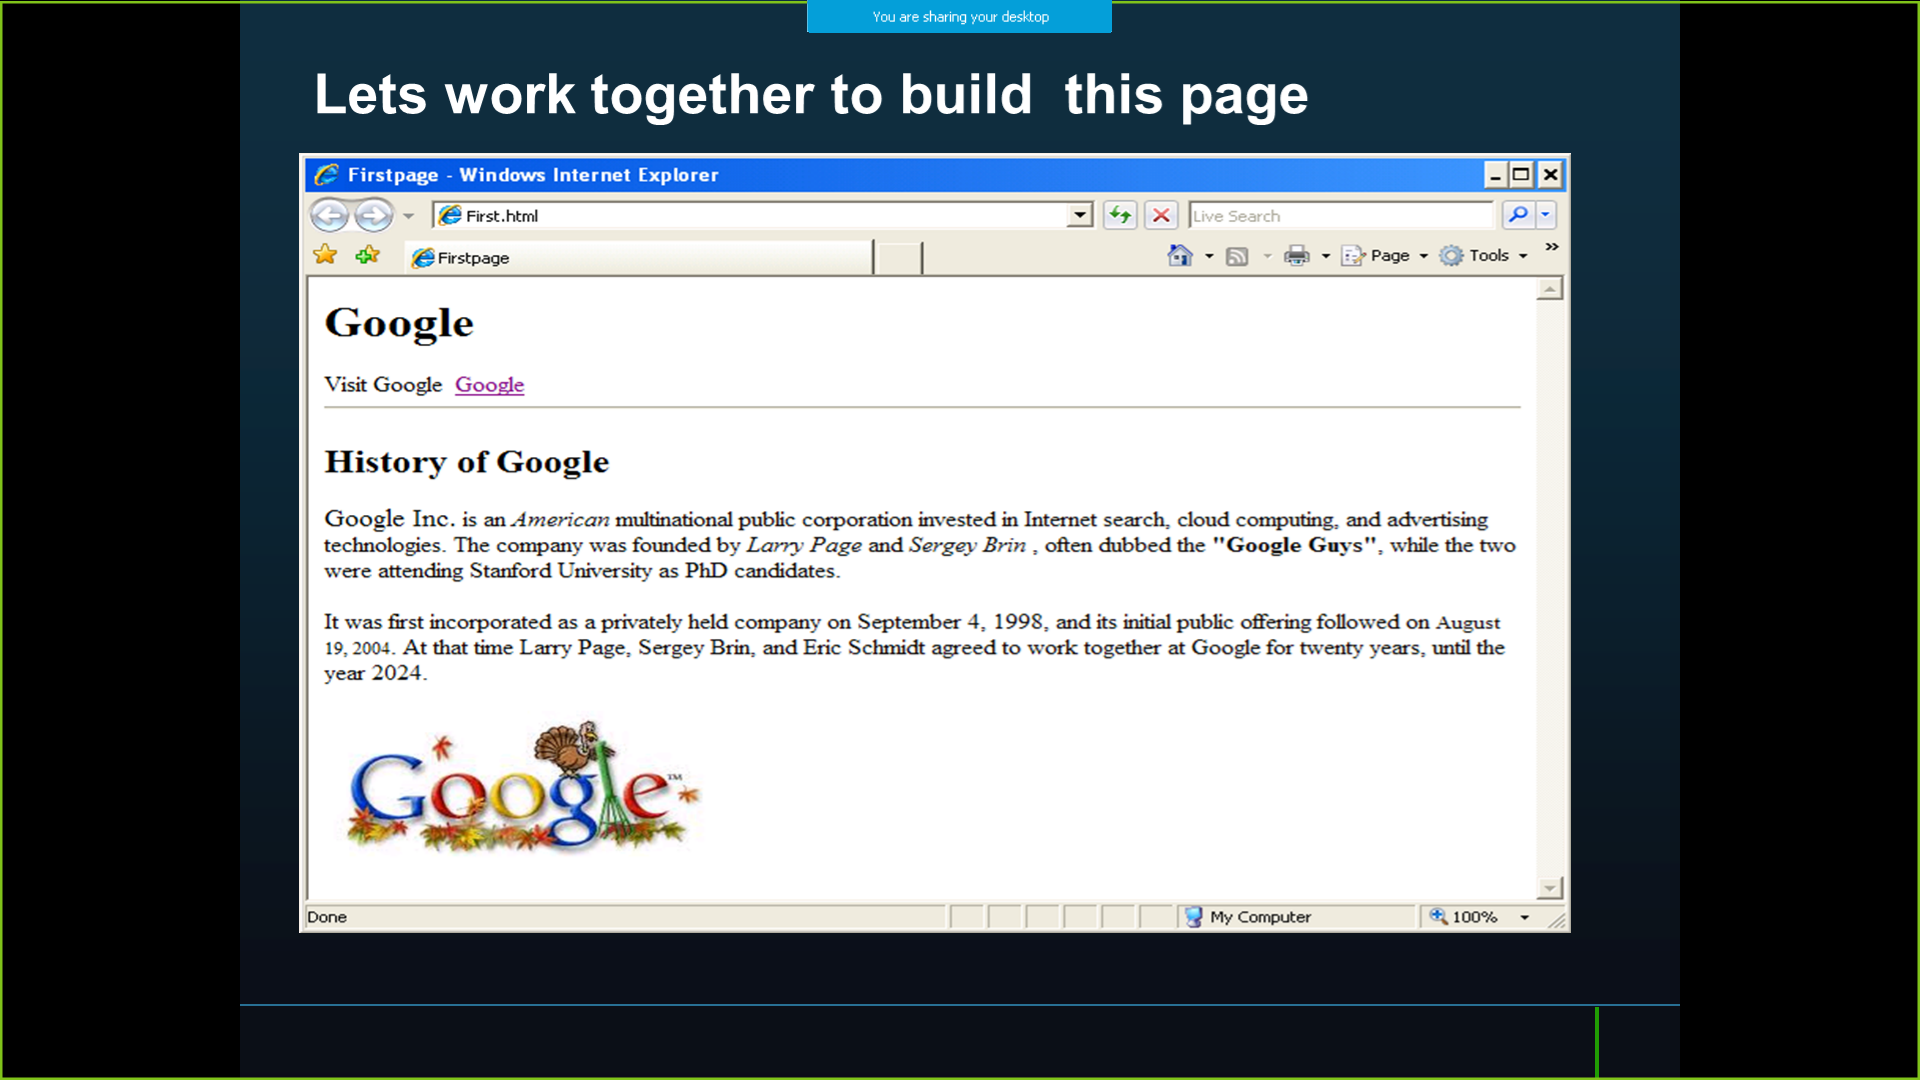 You are sharing your desktop
Lets work together to build  this page
Firstpage - Windows Internet Explorer
First.html
Live Search
Firstpage
Page
Tools
»
Google
Visit Google  Google
History of Google
Google Inc. is an American multinational public corporation invested in Internet search, cloud computing, and advertising
technologies. The company was founded by Larry Page and Sergey Brin , often dubbed the "Google Guys", while the two
were attending Stanford University as PhD candidates.
It was first incorporated as a privately held company on September 4, 1998, and its initial public offering followed on August
19, 2004. At that time Larry Page, Sergey Brin, and Eric Schmidt agreed to work together at Google for twenty years, until the
year 2024.
Google™
Done
My Computer
100%